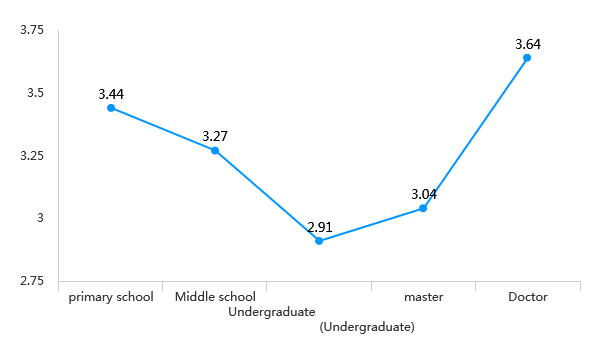 3.75
3.5
3.25
3
2.75
3.44
3.27
2.91
3.04
3.64
primary school
Middle school
Undergraduate
(Undergraduate)
master
Doctor